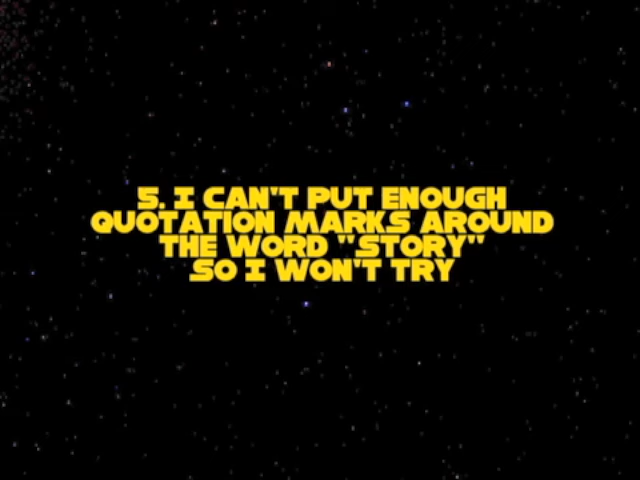 5. I CAN'T PUT ENOUGH
QUOTATION MARKS AROUND
THE WORD "STORY"
SO I WON'T TRY